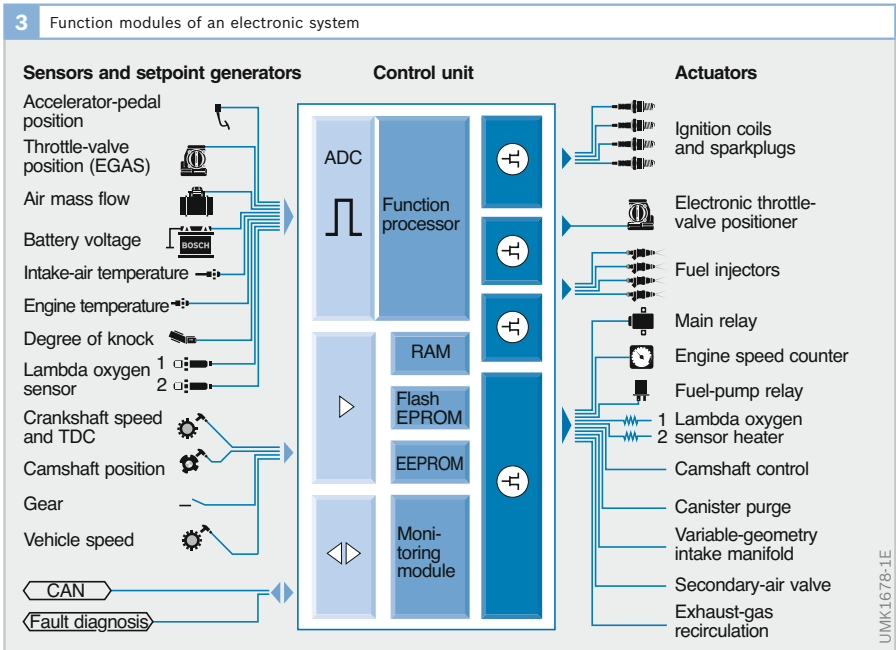 3 Function modules of an electronic system
Sensors and setpoint generators
Accelerator-pedal
position
Throttle-valve
position (EGAS)
Air mass flow
Battery voltage
BOSCH
Intake-air temperature
Engine temperature
Degree of knock
Lambda oxygen 1
sensor 2
Crankshaft speed
and TDC
Camshaft position
Gear
Vehicle speed
CAN
Fault diagnosis
Control unit
ADC
Function
processor
RAM
Flash
EPROM
EEPROM
Moni-
toring
module
Actuators
Ignition coils
and sparkplugs
Electronic throttle-
valve positioner
Fuel injectors
Main relay
Engine speed counter
Fuel-pump relay
1 Lambda oxygen
2 sensor heater
Camshaft control
Canister purge
Variable-geometry
intake manifold
Secondary-air valve
Exhaust-gas
recirculation
UMK1678-1E